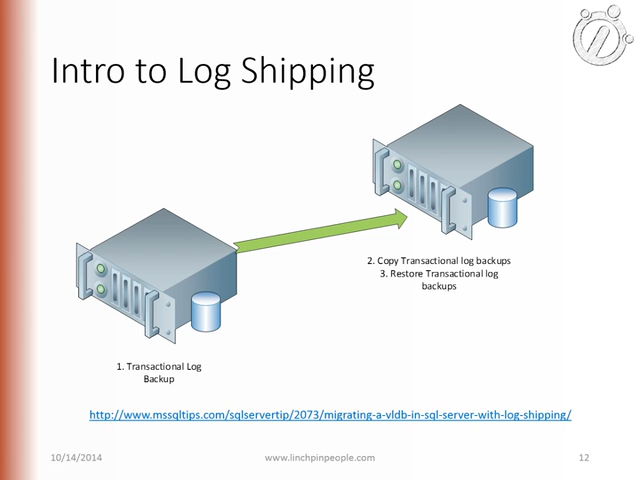 Intro to Log Shipping
2. Copy Transactional log backups
3. Restore Transactional log
backups
1. Transactional Log
Backup
http://www.mssqltips.com/sqlservertip/2073/migrating-a-vldb-in-sql-server-with-log-shipping/
10/14/2014
www.linchpinpeople.com
12